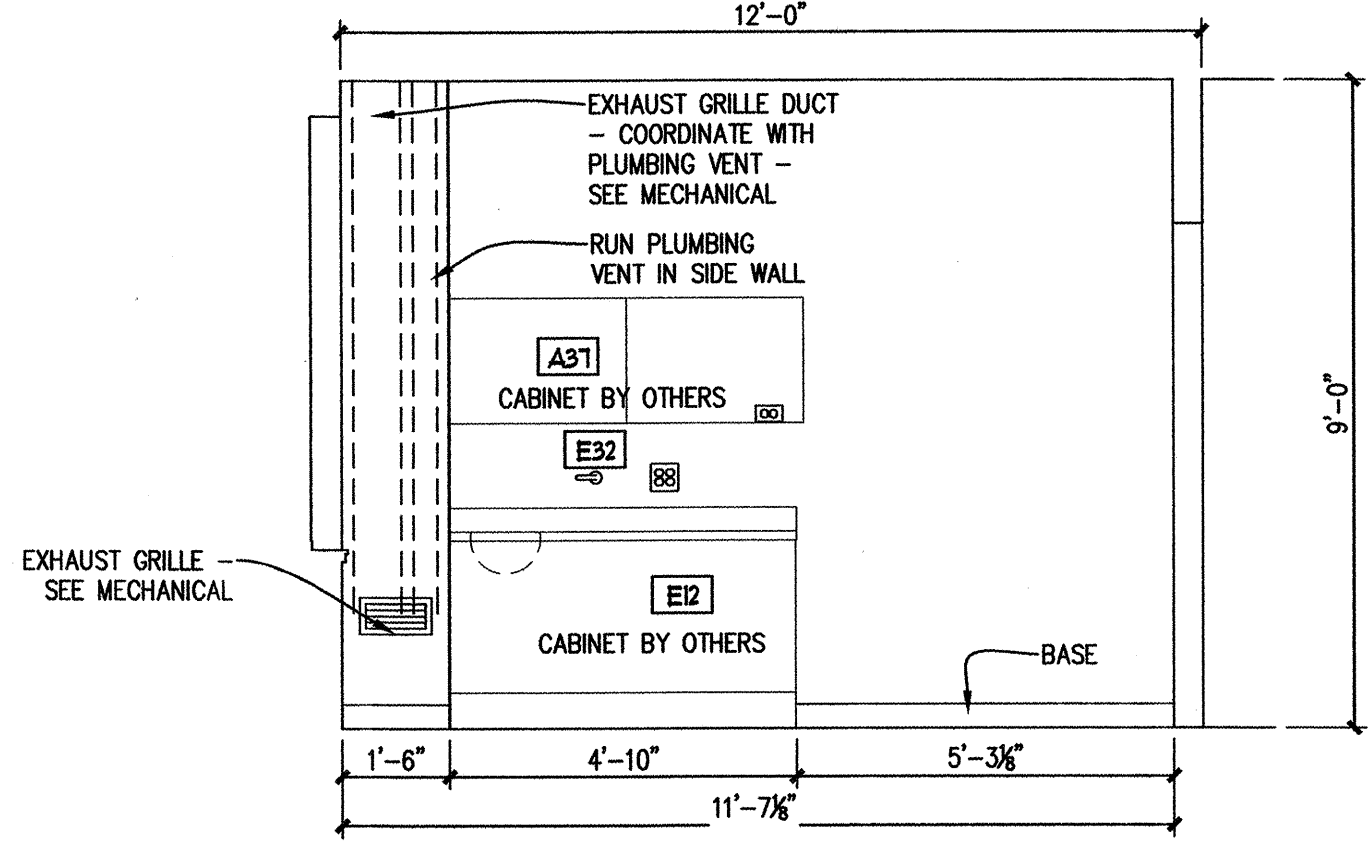 12'-0"
EXHAUST GRILLE DUCT
- COORDINATE WITH
PLUMBING VENT -
SEE MECHANICAL
RUN PLUMBING
VENT IN SIDE WALL
A37
CABINET BY OTHERS
9'-0"
E32
EXHAUST GRILLE -
SEE MECHANICAL
E12
CABINET BY OTHERS
BASE
1'-6"
4'-10"
5'-3⅛"
11'-7⅛"